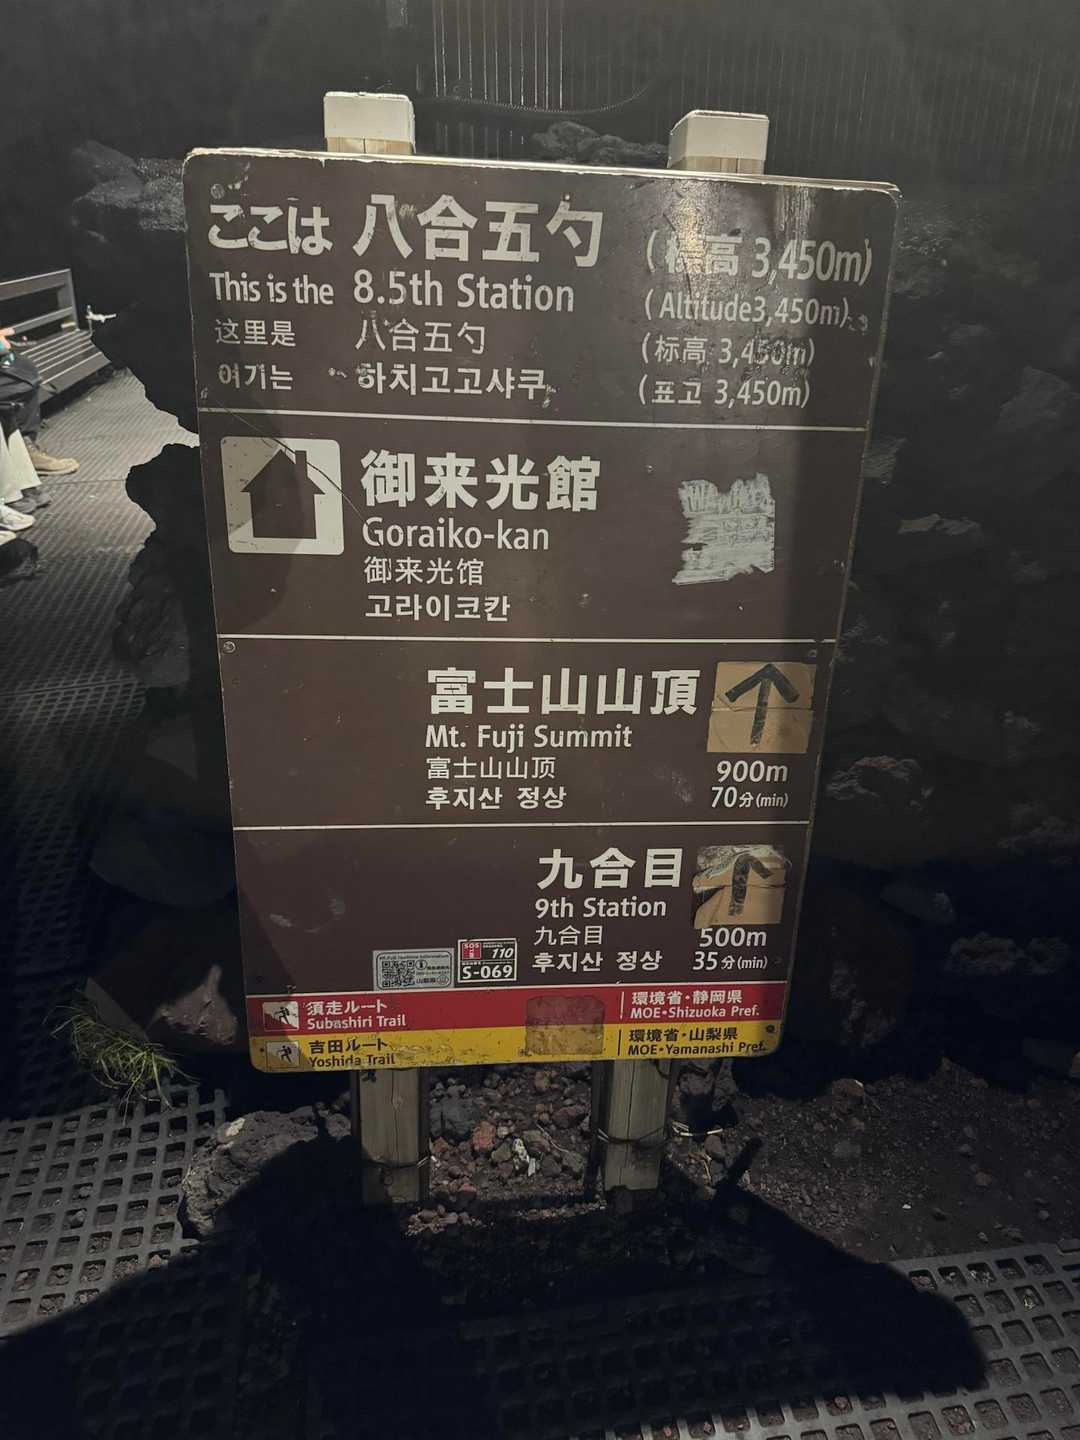 ここは 八合五勺 (標高 3,450m)
This is the 8.5th Station (Altitude3,450m)
这里是 八合五勺 (标高 3,450m)
여기는 하치고고샤쿠 (표고 3,450m)
御来光館
Goraiko-kan
御来光馆
고라이코칸
富士山山頂
Mt. Fuji Summit
富士山山顶
후지산 정상
900m
70分(min)
九合目
9th Station
九合目
후지산 정상
500m
35分(min)
SOS
110
S-069
須走ルート
Subashiri Trail
環境省・静岡県
MOE・Shizuoka Pref.
吉田ルート
Yoshida Trail
環境省・山梨県
MOE・Yamanashi Pref.